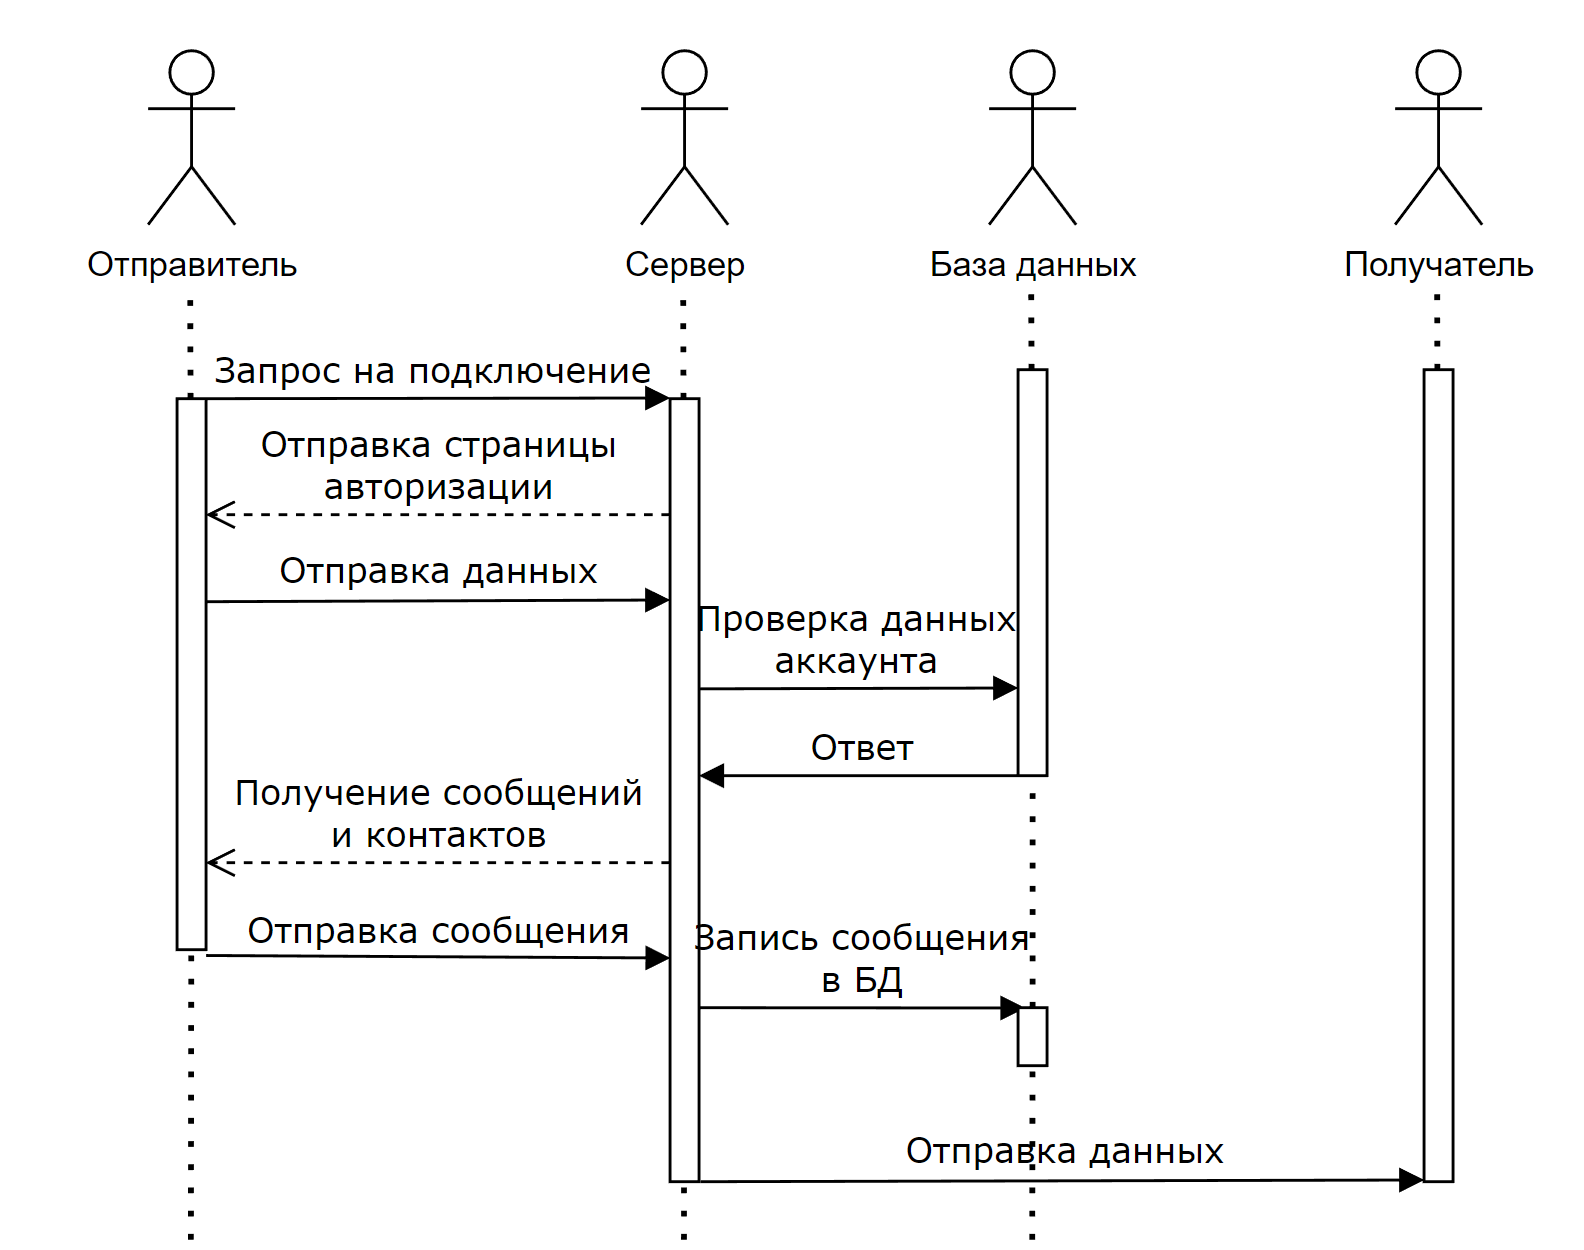 Отправитель
Сервер
База данных
Получатель
Запрос на подключение
Отправка страницы
авторизации
Отправка данных
Проверка данных
аккаунта
Ответ
Получение сообщений
и контактов
Отправка сообщения
Запись сообщения
в БД
Отправка данных